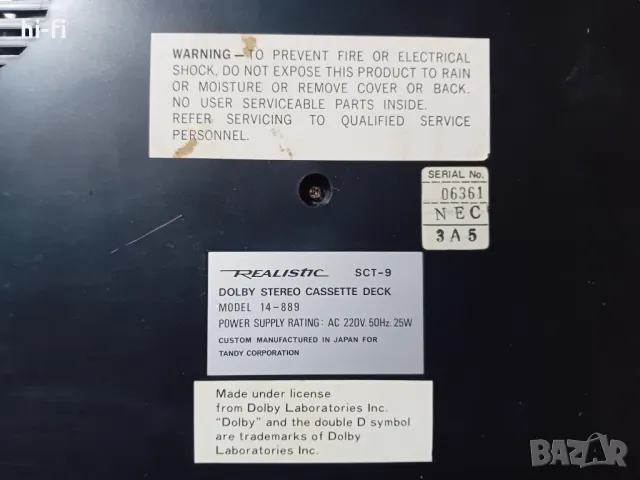 hi-fi
WARNING – TO PREVENT FIRE OR ELECTRICAL
SHOCK, DO NOT EXPOSE THIS PRODUCT TO RAIN
OR MOISTURE OR REMOVE COVER OR BACK.
NO USER SERVICEABLE PARTS INSIDE.
REFER SERVICING TO QUALIFIED SERVICE
PERSONNEL.
SERIAL No.
06361
NEC
3A5
REALISTIC SCT-9
DOLBY STEREO CASSETTE DECK
MODEL 14-889
POWER SUPPLY RATING: AC 220V. 50Hz. 25W
CUSTOM MANUFACTURED IN JAPAN FOR
TANDY CORPORATION
Made under license
from Dolby Laboratories Inc.
"Dolby" and the double D symbol
are trademarks of Dolby
Laboratories Inc.
BAZAR